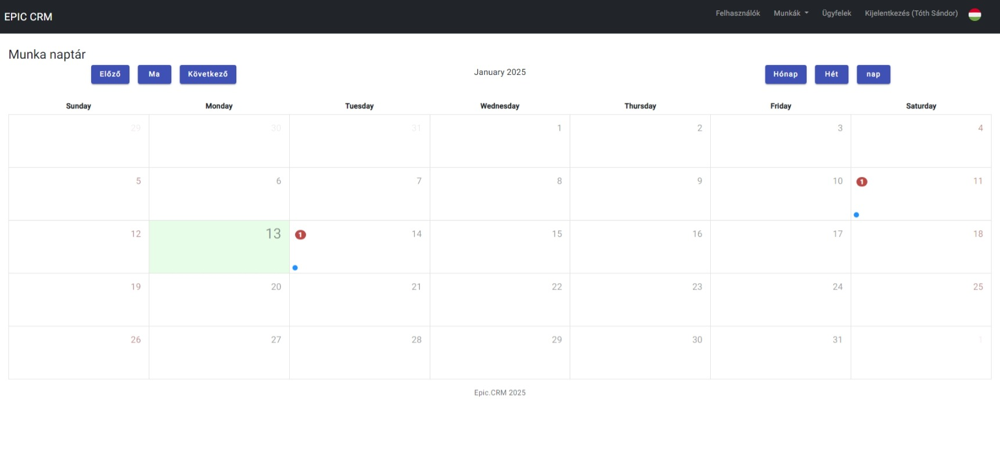 EPIC CRM
Felhasználók Munkák Ügyfelek Kijelentkezés (Tóth Sándor)
Munka naptár
Előző Ma Következő January 2025 Hónap Hét nap
Sunday Monday Tuesday Wednesday Thursday Friday Saturday
29 30 31 1 2 3 4
5 6 7 8 9 10 1 11
12 13 1 14 15 16 17 18
19 20 21 22 23 24 25
26 27 28 29 30 31 1
Epic.CRM 2025